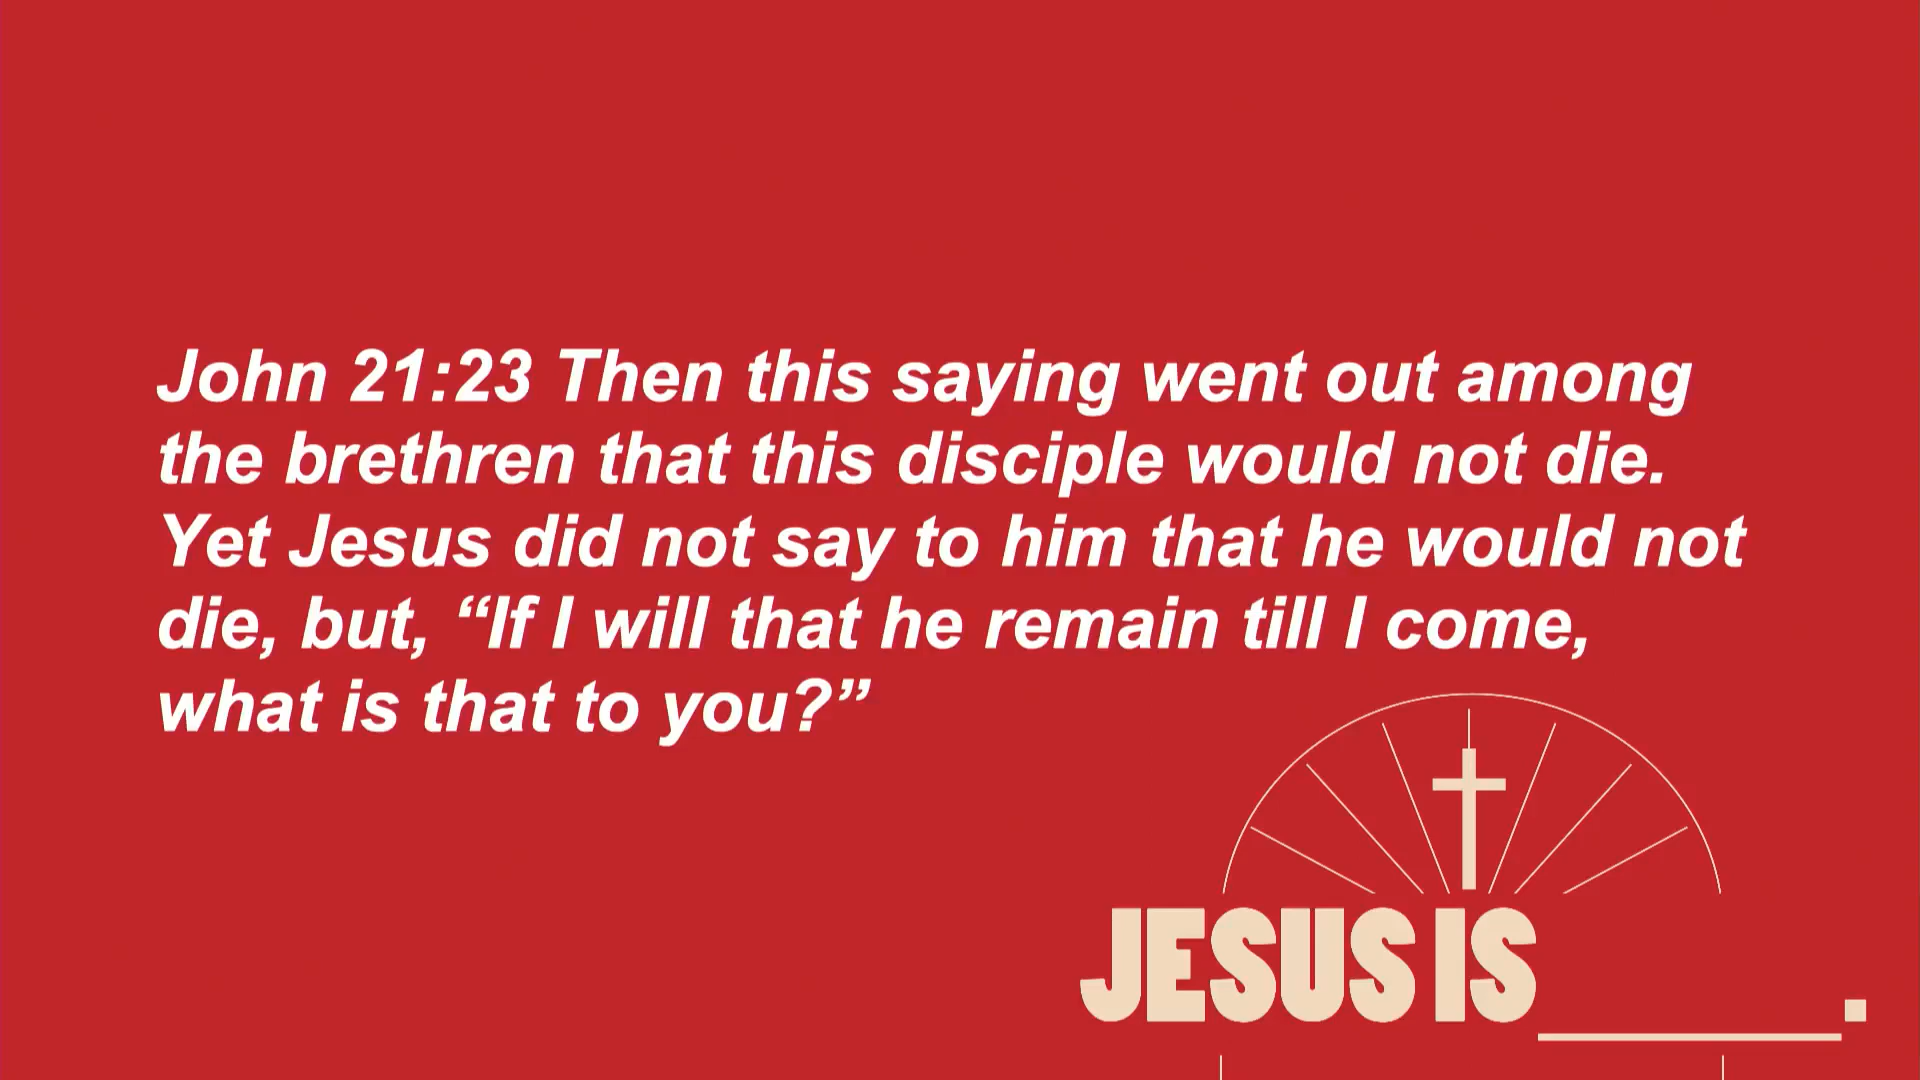 John 21:23 Then this saying went out among
the brethren that this disciple would not die.
Yet Jesus did not say to him that he would not
die, but, “If I will that he remain till I come,
what is that to you?”
JESUS IS ________.